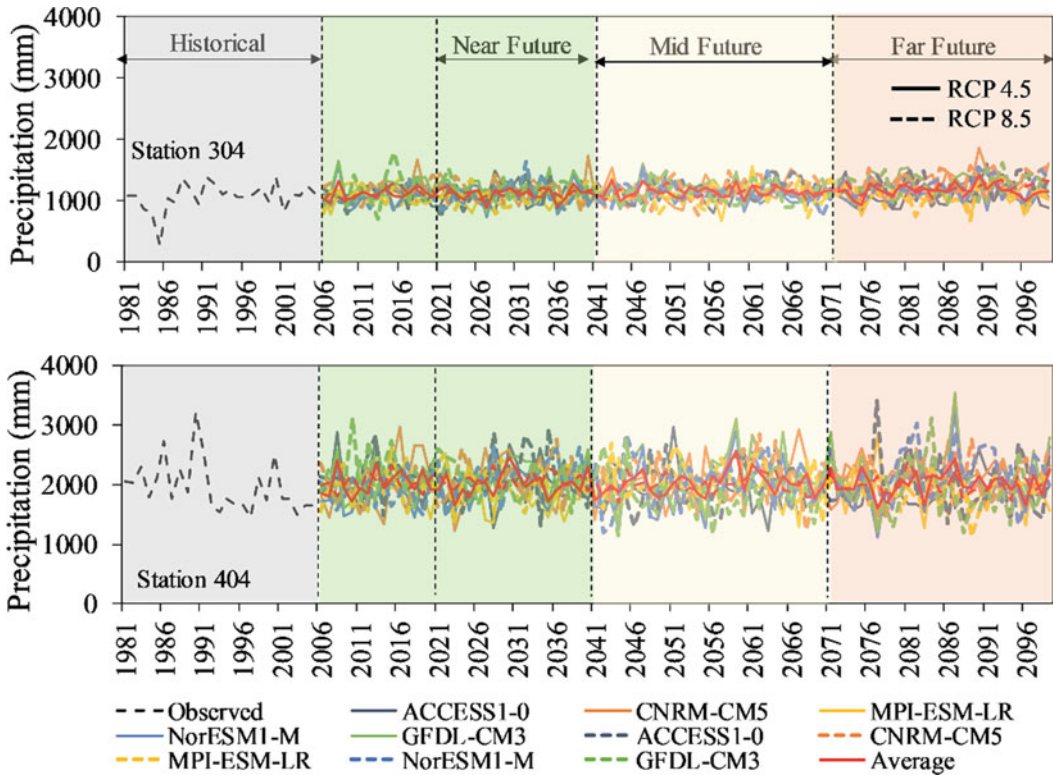 Precipitation (mm)
4000
3000
2000
1000
0
Historical
Near Future
Mid Future
Far Future
RCP 4.5
RCP 8.5
Station 304
1981 1986 1991 1996 2001 2006 2011 2016 2021 2026 2031 2036 2041 2046 2051 2056 2061 2066 2071 2076 2081 2086 2091 2096
Precipitation (mm)
4000
3000
2000
1000
0
Station 404
1981 1986 1991 1996 2001 2006 2011 2016 2021 2026 2031 2036 2041 2046 2051 2056 2061 2066 2071 2076 2081 2086 2091 2096
Observed ACCESS1-0 CNRM-CM5 MPI-ESM-LR
NorESM1-M GFDL-CM3 ACCESS1-0 CNRM-CM5
MPI-ESM-LR NorESM1-M GFDL-CM3 Average